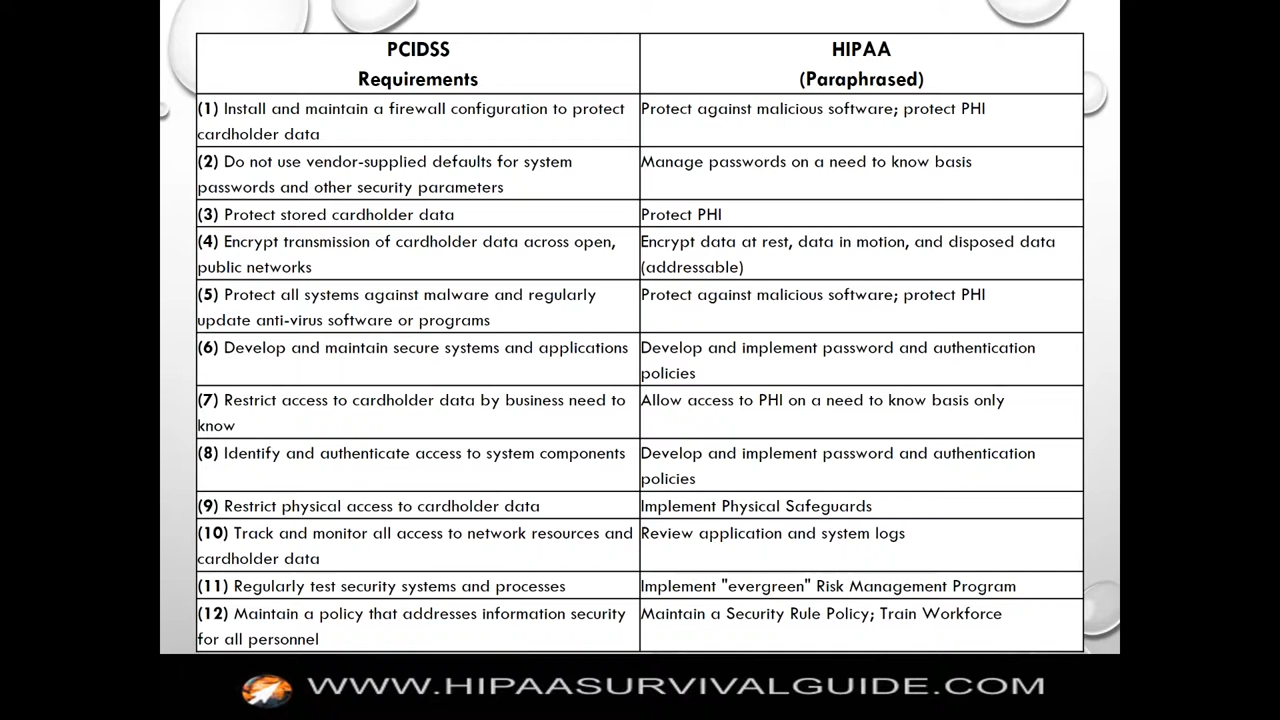 PCIDSS
Requirements
HIPAA
(Paraphrased)
(1) Install and maintain a firewall configuration to protect
cardholder data
Protect against malicious software; protect PHI
(2) Do not use vendor-supplied defaults for system
passwords and other security parameters
Manage passwords on a need to know basis
(3) Protect stored cardholder data
Protect PHI
(4) Encrypt transmission of cardholder data across open,
public networks
Encrypt data at rest, data in motion, and disposed data
(addressable)
(5) Protect all systems against malware and regularly
update anti-virus software or programs
Protect against malicious software; protect PHI
(6) Develop and maintain secure systems and applications
Develop and implement password and authentication
policies
(7) Restrict access to cardholder data by business need to
know
Allow access to PHI on a need to know basis only
(8) Identify and authenticate access to system components
Develop and implement password and authentication
policies
(9) Restrict physical access to cardholder data
Implement Physical Safeguards
(10) Track and monitor all access to network resources and
cardholder data
Review application and system logs
(11) Regularly test security systems and processes
Implement "evergreen" Risk Management Program
(12) Maintain a policy that addresses information security
for all personnel
Maintain a Security Rule Policy; Train Workforce
WWW.HIPAASURVIVALGUIDE.COM